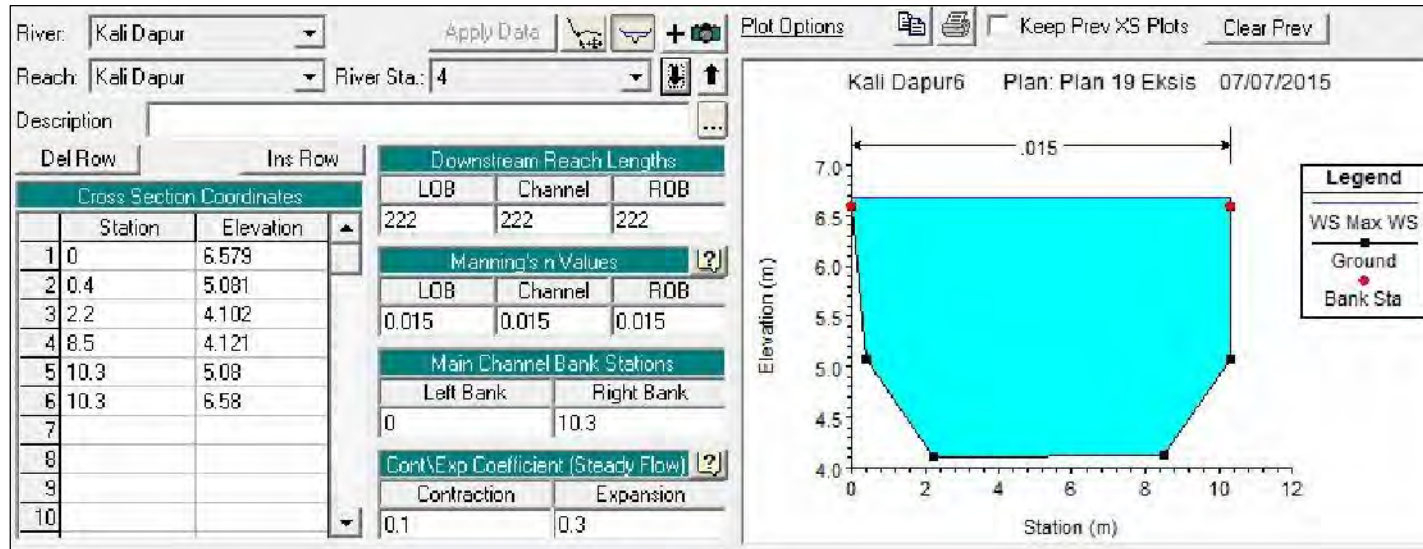 River: Kali Dapur Apply Data
Reach: Kali Dapur River Sta.: 4
Description ...
Del Row Ins Row
Cross Section Coordinates
Station Elevation
1 0 6.579
2 0.4 5.081
3 2.2 4.102
4 8.5 4.121
5 10.3 5.08
6 10.3 6.58
7
8
9
10
Downstream Reach Lengths
LOB Channel ROB
222 222 222
Manning's n Values ?
LOB Channel ROB
0.015 0.015 0.015
Main Channel Bank Stations
Left Bank Right Bank
0 10.3
Cont\Exp Coefficient (Steady Flow) ?
Contraction Expansion
0.1 0.3
Plot Options Keep Prev XS Plots Clear Prev
Kali Dapur6 Plan: Plan 19 Eksis 07/07/2015
.015
7.0
6.5
6.0
5.5
5.0
4.5
4.0
Elevation (m)
0 2 4 6 8 10 12
Station (m)
Legend
WS Max WS
Ground
Bank Sta